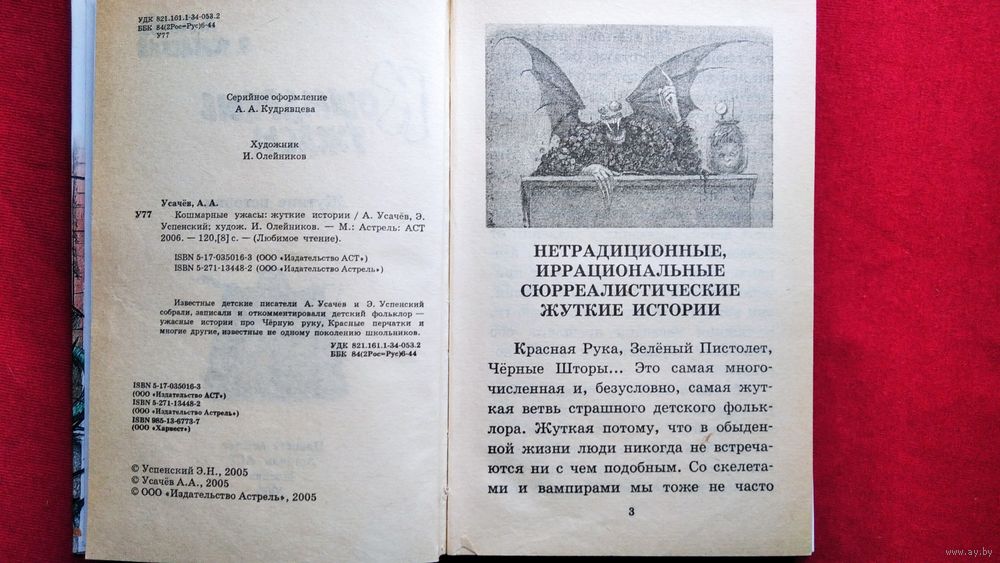 УДК 821.161.1-34-053.2
ББК 84(2Рос=Рус)6-44
У77
Серийное оформление
А. А. Кудрявцева
Художник
И. Олейников
Усачёв, А. А.
У77 Кошмарные ужасы: жуткие истории / А. Усачёв, Э.
Успенский; худож. И. Олейников. — М.: Астрель: АСТ
2006. — 120,[8] с. — (Любимое чтение).
ISBN 5-17-035016-3 (ООО «Издательство АСТ»)
ISBN 5-271-13448-2 (ООО «Издательство Астрель»)
Известные детские писатели А. Усачёв и Э. Успенский
собрали, записали и откомментировали детский фольклор —
ужасные истории про Чёрную руку, Красные перчатки и
многие другие, известные не одному поколению школьников.
УДК 821.161.1-34-053.2
ББК 84(2Рос=Рус)6-44
ISBN 5-17-035016-3
(ООО «Издательство АСТ»)
ISBN 5-271-13448-2
(ООО «Издательство Астрель»)
ISBN 985-13-6773-7
(ООО «Харвест»)
© Успенский Э.Н., 2005
© Усачёв А.А., 2005
© ООО «Издательство Астрель», 2005
НЕТРАДИЦИОННЫЕ,
ИРРАЦИОНАЛЬНЫЕ
СЮРРЕАЛИСТИЧЕСКИЕ
ЖУТКИЕ ИСТОРИИ
Красная Рука, Зелёный Пистолет,
Чёрные Шторы... Это самая много-
численная и, безусловно, самая жут-
кая ветвь страшного детского фольк-
лора. Жуткая потому, что в обыден-
ной жизни люди никогда не встреча-
ются ни с чем подобным. Со скелета-
ми и вампирами мы тоже не часто
3
www.ay.by